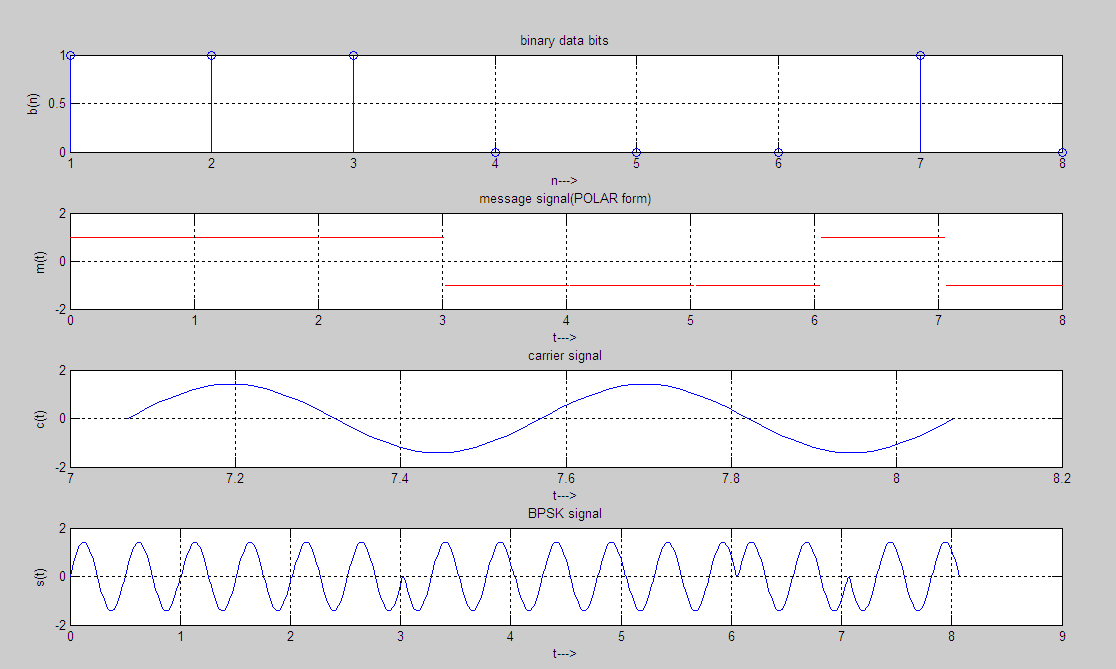 binary data bits
b(n)
1
0.5
0
1 2 3 4 5 6 7 8
n--->
message signal(POLAR form)
m(t)
2
0
-2
0 1 2 3 4 5 6 7 8
t--->
carrier signal
c(t)
2
0
-2
7 7.2 7.4 7.6 7.8 8 8.2
t--->
BPSK signal
s(t)
2
0
-2
0 1 2 3 4 5 6 7 8 9
t--->